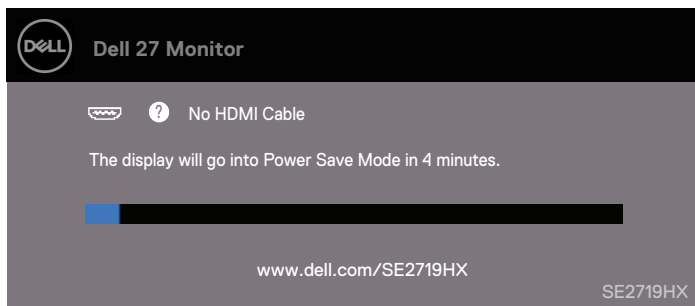 DELL
Dell 27 Monitor
? No HDMI Cable
The display will go into Power Save Mode in 4 minutes.
www.dell.com/SE2719HX
SE2719HX